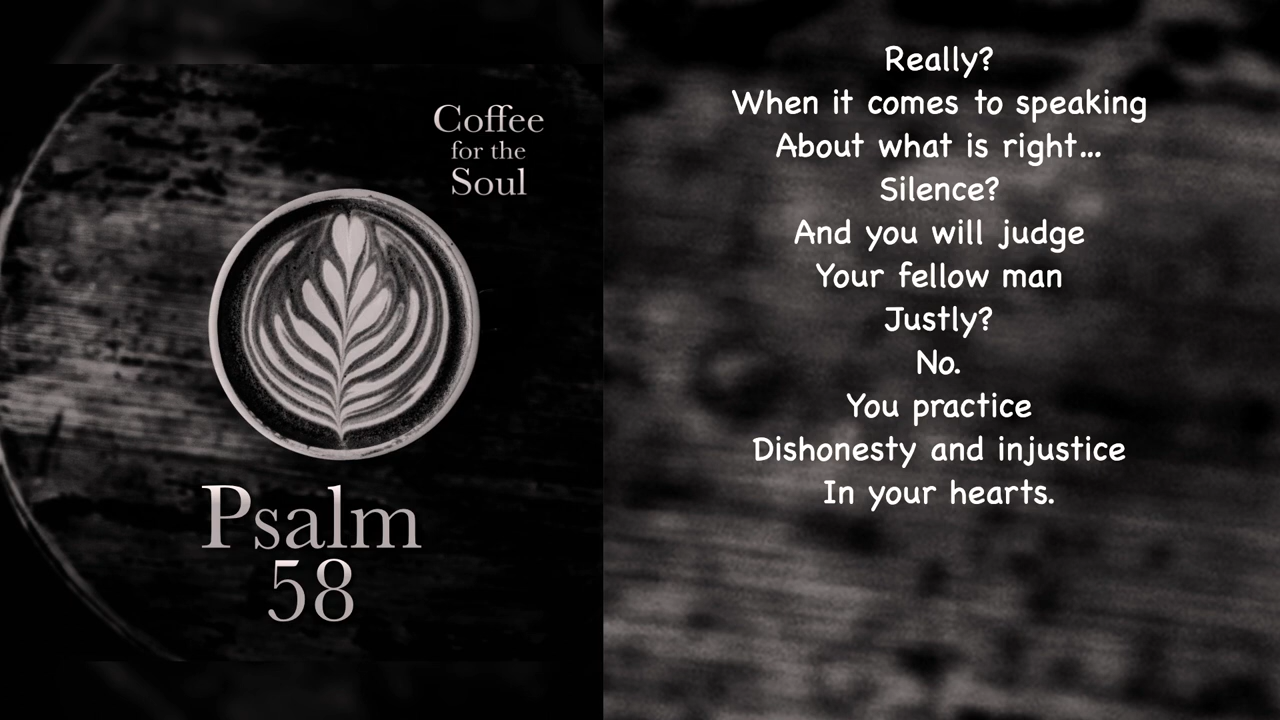 Coffee
for the
Soul
Psalm
58
Really?
When it comes to speaking
About what is right...
Silence?
And you will judge
Your fellow man
Justly?
No.
You practice
Dishonesty and injustice
In your hearts.